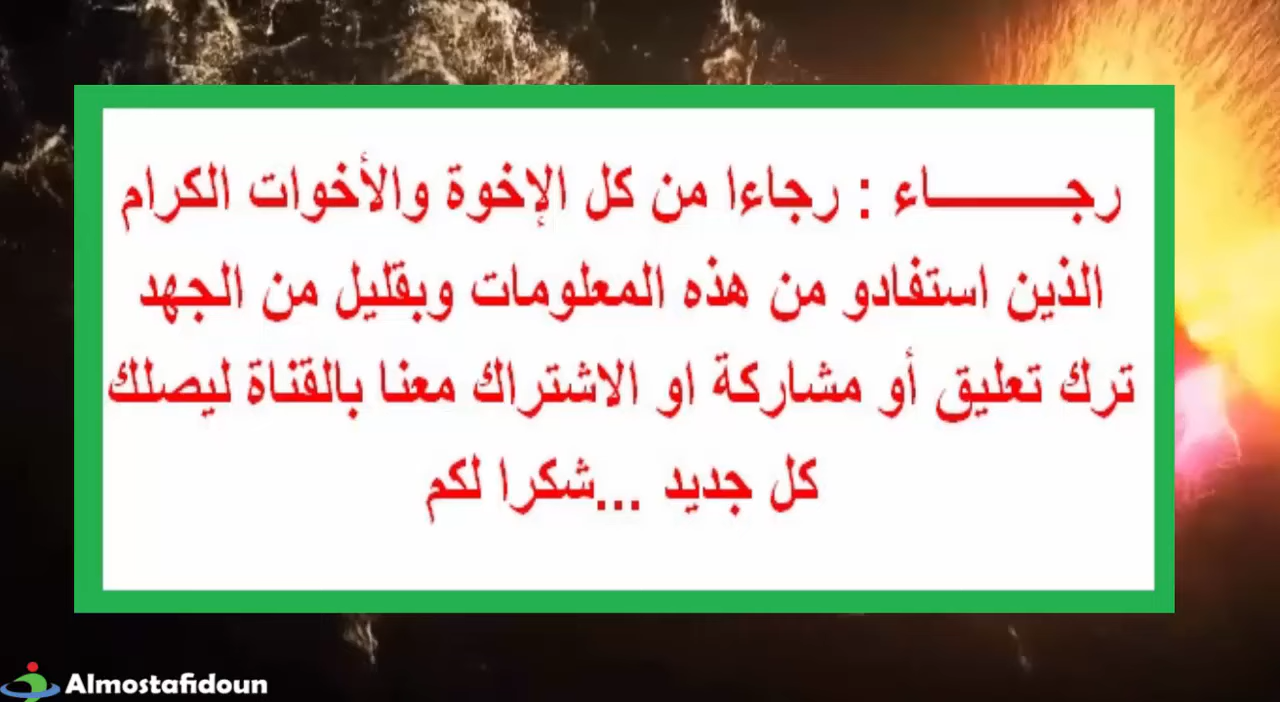 رجـــــــاء : رجاءا من كل الإخوة والأخوات الكرام
الذين استفادو من هذه المعلومات وبقليل من الجهد
ترك تعليق أو مشاركة او الاشتراك معنا بالقناة ليصلك
كل جديد ...شكرا لكم
Almostafidoun